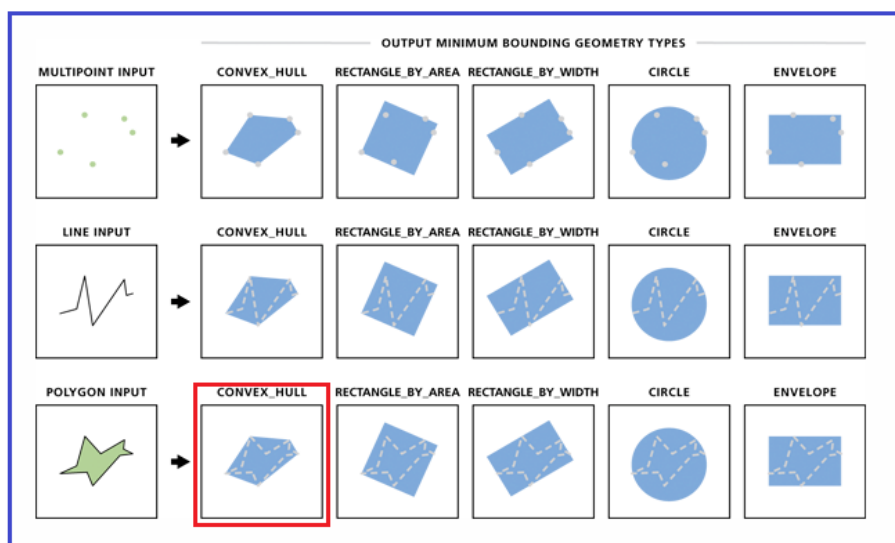 OUTPUT MINIMUM BOUNDING GEOMETRY TYPES
MULTIPOINT INPUT CONVEX_HULL RECTANGLE_BY_AREA RECTANGLE_BY_WIDTH CIRCLE ENVELOPE
LINE INPUT CONVEX_HULL RECTANGLE_BY_AREA RECTANGLE_BY_WIDTH CIRCLE ENVELOPE
POLYGON INPUT CONVEX_HULL RECTANGLE_BY_AREA RECTANGLE_BY_WIDTH CIRCLE ENVELOPE